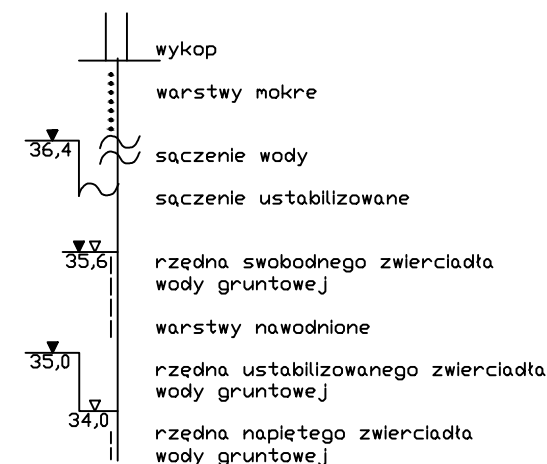 wykop
warstwy mokre
36,4
sączenie wody
sączenie ustabilizowane
35,6
rzędna swobodnego zwierciadła
wody gruntowej
warstwy nawodnione
35,0
rzędna ustabilizowanego zwierciadła
wody gruntowej
34,0
rzędna napiętego zwierciadła
wody gruntowej